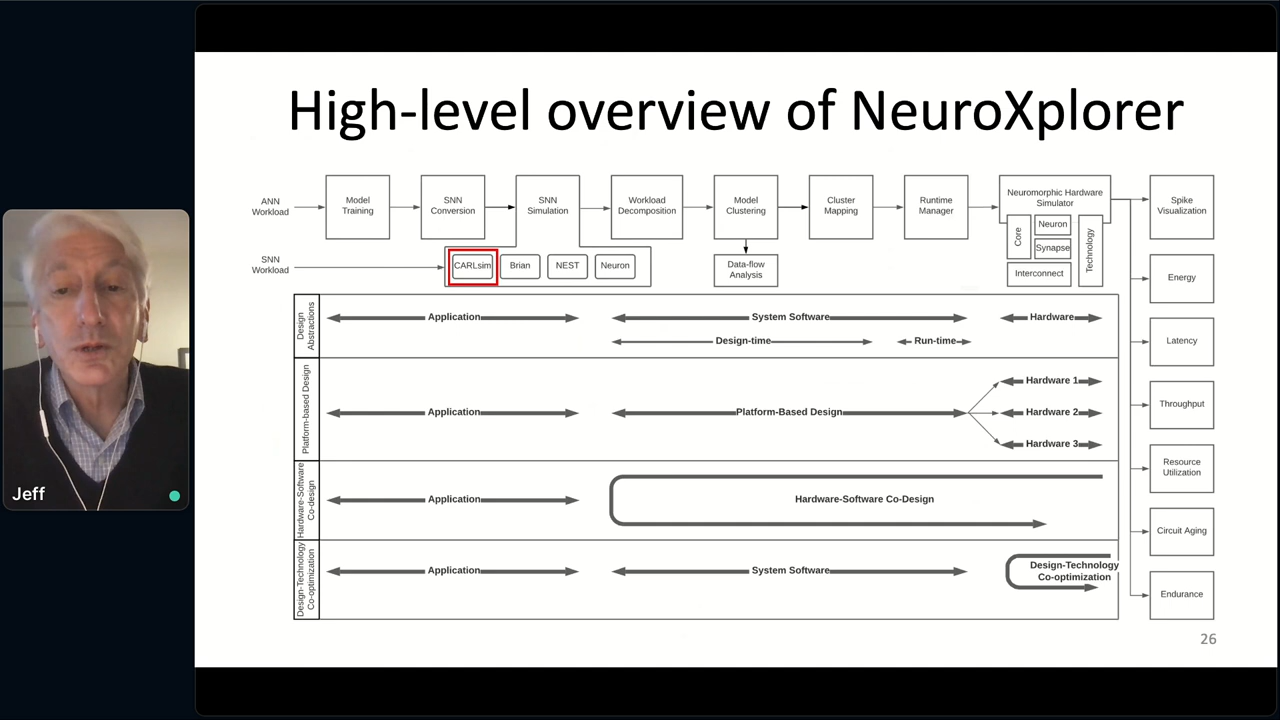 High-level overview of NeuroXplorer
ANN
Workload
Model
Training
SNN
Conversion
SNN
Simulation
Workload
Decomposition
Model
Clustering
Cluster
Mapping
Runtime
Manager
Neuromorphic Hardware
Simulator
Core
Neuron
Synapse
Interconnect
Technology
SNN
Workload
CARLsim
Brian
NEST
Neuron
Data-flow
Analysis
Spike
Visualization
Energy
Latency
Throughput
Resource
Utilization
Circuit Aging
Endurance
Design
Abstractions
Application
System Software
Hardware
Design-time
Run-time
Platform-based Design
Application
Platform-Based Design
Hardware 1
Hardware 2
Hardware 3
Hardware-Software
Co-design
Application
Hardware-Software Co-Design
Design-Technology
Co-optimization
Application
System Software
Design-Technology
Co-optimization
26
Jeff